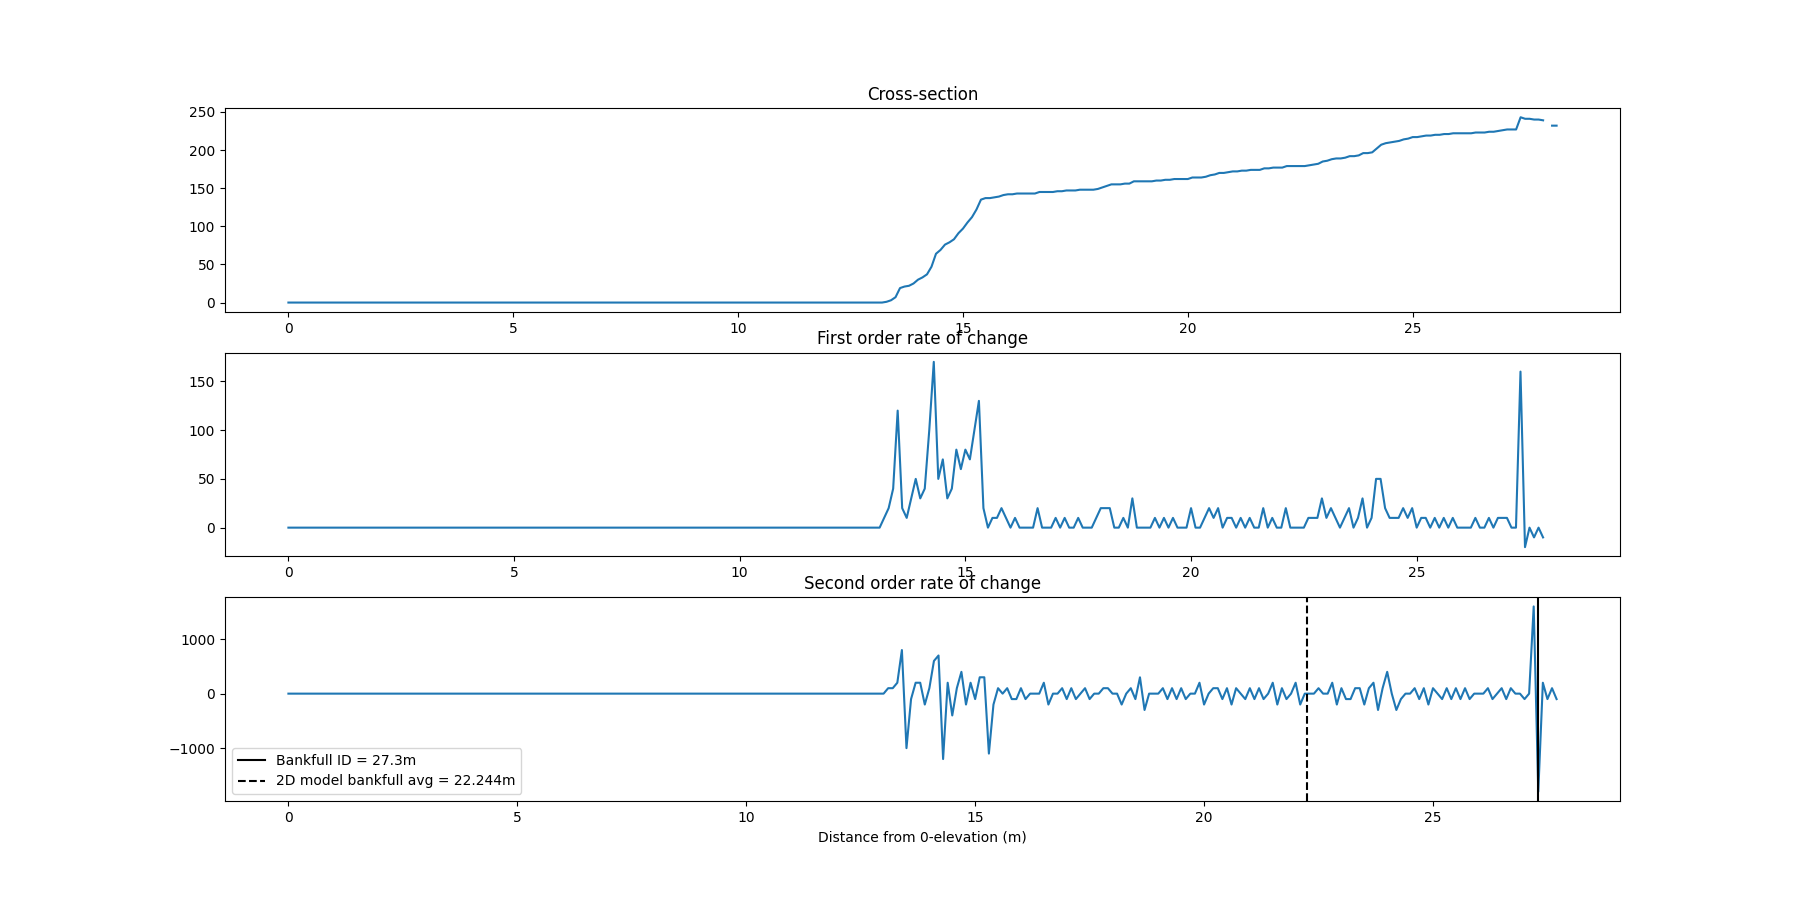 Cross-section
250
200
150
100
50
0
0 5 10 15 20 25
First order rate of change
150
100
50
0
0 5 10 15 20 25
Second order rate of change
1000
0
−1000
Bankfull ID = 27.3m
2D model bankfull avg = 22.244m
0 5 10 15 20 25
Distance from 0-elevation (m)